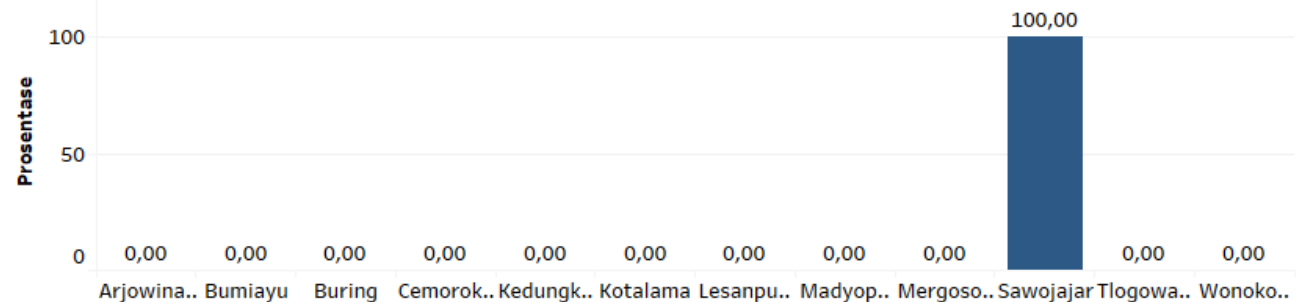 100,00
100
Prosentase
50
0
0,00 0,00 0,00 0,00 0,00 0,00 0,00 0,00 0,00 0,00 0,00
Arjowina.. Bumiayu Buring Cemorok.. Kedungk.. Kotalama Lesanpu.. Madyop.. Mergoso.. Sawojajar Tlogowa.. Wonoko..